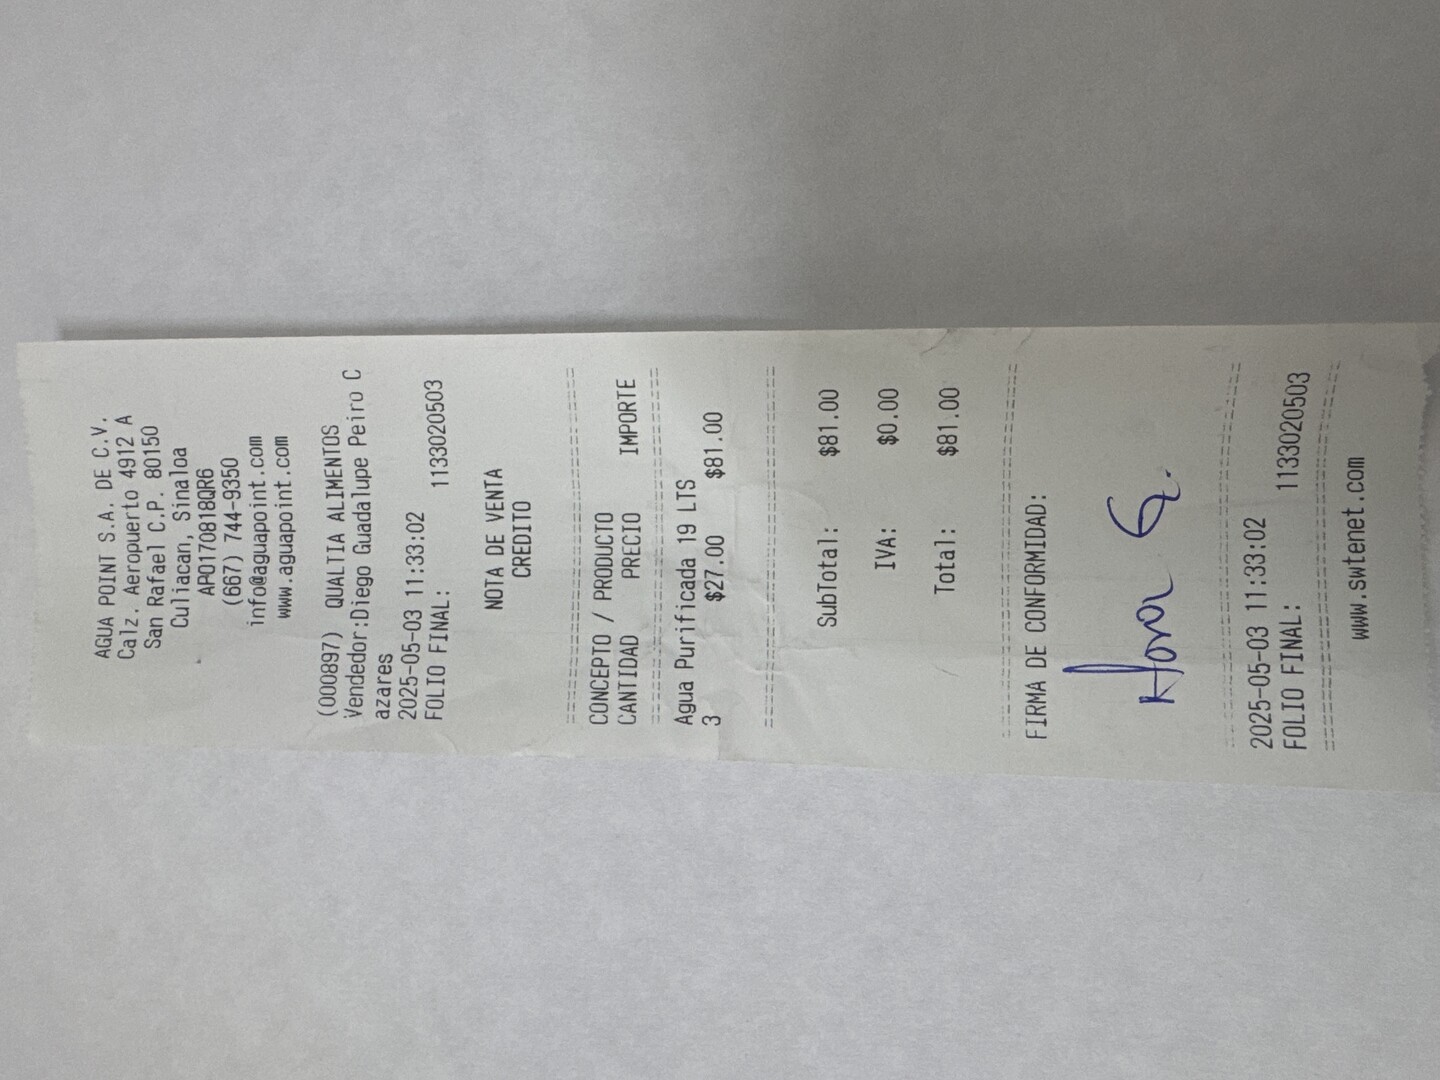 AGUA POINT S.A. DE C.V.
Calz. Aeropuerto 4912 A
San Rafael C.P. 80150
Culiacan, Sinaloa
APO170818QR6
(667) 744-9350
info@aguapoint.com
www.aguapoint.com
(000897) QUALTIA ALIMENTOS
Vendedor:Diego Guadalupe Peiro C
azares
2025-05-03 11:33:02
FOLIO FINAL: 1133020503
NOTA DE VENTA
CREDITO
CONCEPTO / PRODUCTO
CANTIDAD PRECIO IMPORTE
Agua Purificada 19 LTS
3 $27.00 $81.00
SubTotal: $81.00
IVA: $0.00
Total: $81.00
FIRMA DE CONFORMIDAD:
2025-05-03 11:33:02
FOLIO FINAL: 1133020503
www.swtenet.com